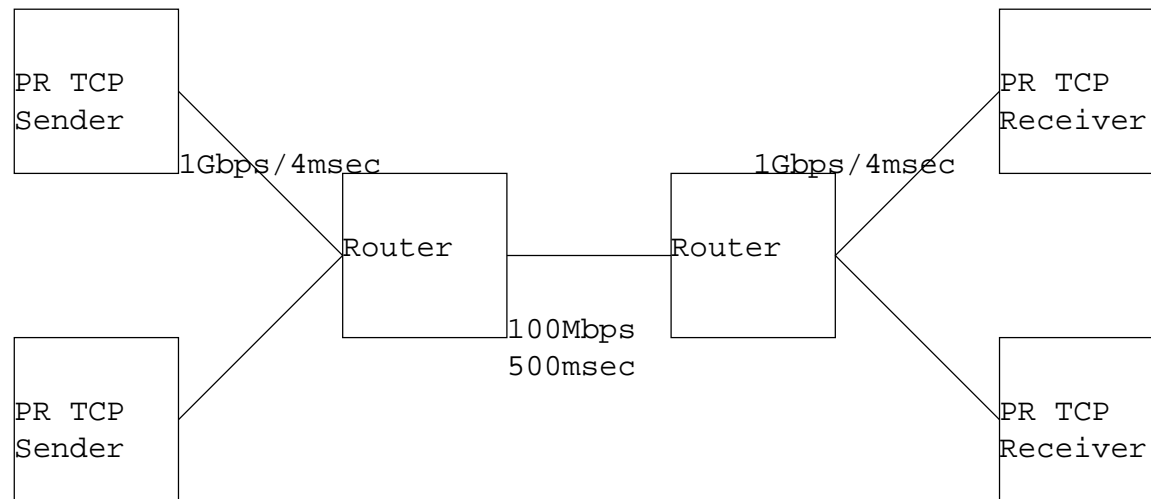 PR TCP
Sender
PR TCP
Receiver
1Gbps/4msec
1Gbps/4msec
Router
Router
100Mbps
500msec
PR TCP
Sender
PR TCP
Receiver